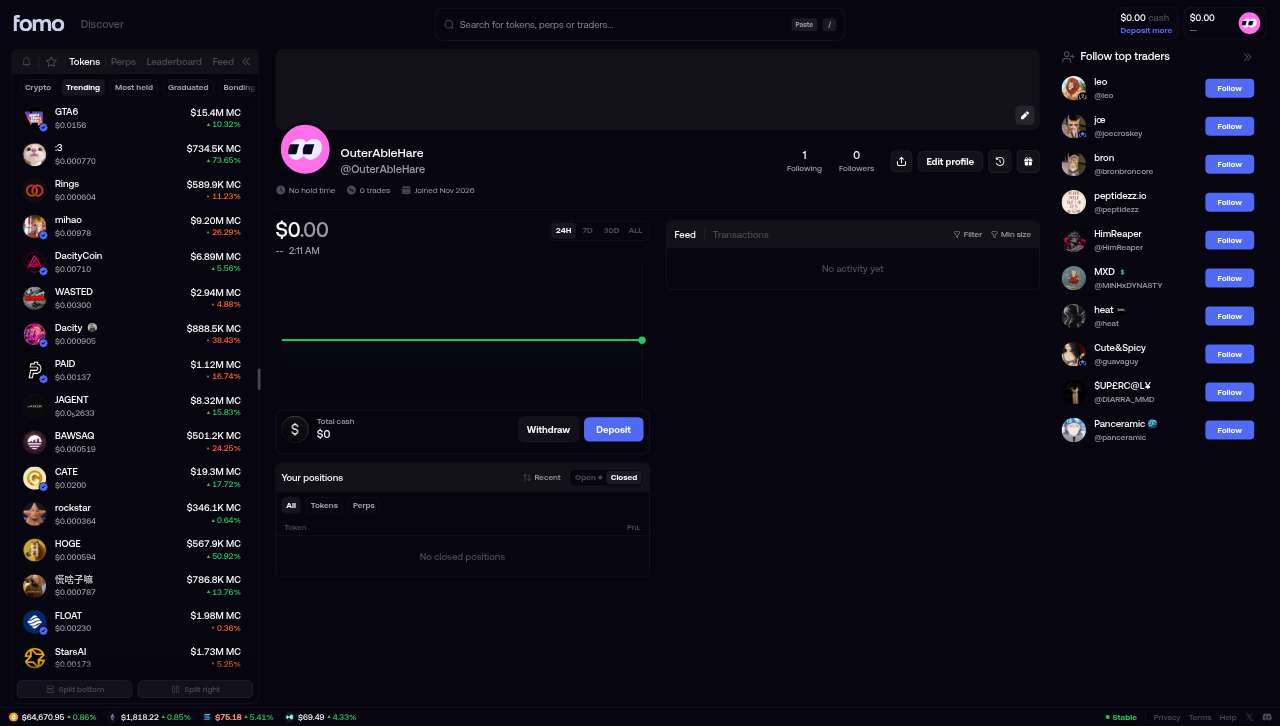 fomo
Discover
Search for tokens, perps or traders...
Paste
/
$0.00 cash
Deposit more
$0.00
—
Tokens
Perps
Leaderboard
Feed
Crypto
Trending
Most held
Graduated
Bonding
GTA6
$0.0156
$15.4M MC
10.32%
:3
$0.000770
$734.5K MC
73.65%
Rings
$0.000604
$589.9K MC
11.23%
mihao
$0.00978
$9.20M MC
26.29%
DacityCoin
$0.00710
$6.89M MC
5.56%
WASTED
$0.00300
$2.94M MC
4.88%
Dacity
$0.000905
$888.5K MC
38.43%
PAID
$0.00137
$1.12M MC
16.74%
JAGENT
$0.0₅2633
$8.32M MC
15.83%
BAWSAQ
$0.000519
$501.2K MC
24.25%
CATE
$0.0200
$19.3M MC
17.72%
rockstar
$0.000364
$346.1K MC
0.64%
HOGE
$0.000594
$567.9K MC
50.92%
$0.000787
$786.8K MC
13.76%
FLOAT
$0.00230
$1.98M MC
0.36%
StarsAI
$0.00173
$1.73M MC
5.25%
Split bottom
Split right
OuterAbleHare
@OuterAbleHare
1
Following
0
Followers
Edit profile
No hold time
0 trades
Joined Nov 2026
$0.00
-- 2:11 AM
24H
7D
30D
ALL
Total cash
$0
Withdraw
Deposit
Your positions
Recent
Open
Closed
All
Tokens
Perps
Token
PnL
No closed positions
Feed
Transactions
Filter
Min size
No activity yet
Follow top traders
leo
@leo
Follow
jœ
@joecroskey
Follow
bron
@bronbroncore
Follow
peptidezz.io
@peptidezz
Follow
HimReaper
@HimReaper
Follow
MXD
@MINHxDYNASTY
Follow
heat
@heat
Follow
Cute&Spicy
@guavaguy
Follow
$UP£RC@L¥
@DIARRA_MMD
Follow
Panceramic
@panceramic
Follow
$64,670.95 0.86%
$1,818.22 0.85%
$75.18 5.41%
$69.49 4.33%
Stable
Privacy
Terms
Help